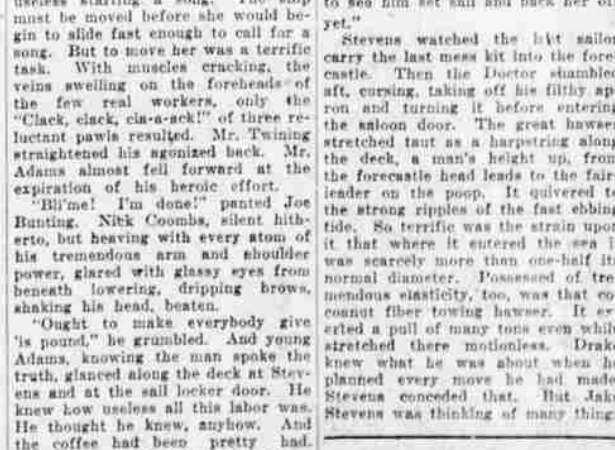 must be moved before she would be-
gin to slide fast enough to call for a
song. But to move her was a terrific
task. With muscles cracking, the
veins swelling on the foreheads of
the few real workers, only the
"Clack, clack, cla-a-ack!" of three re-
luctant pawls resulted. Mr. Twining
straightened his agonized back. Mr.
Adams almost fell forward at the
expiration of his heroic effort.
"Bli'me! I'm done!" panted Joe
Bunting. Nick Coombs, silent hith-
erto, but heaving with every atom of
his tremendous arm and shoulder
power, glared with glassy eyes from
beneath lowering, dripping brows,
shaking his head, beaten.
"Ought to make everybody give
'is pound," he grumbled. And young
Adams, knowing the man spoke the
truth, glanced along the deck at Stev-
ens and at the sail locker door. He
knew how useless all this labor was.
He thought he knew, anyhow. And
the coffee had been pretty bad.
to see him set sail and back her
yet."
Stevens watched the last sailor
carry the last mess kit into the fore-
castle. Then the Doctor shambled
aft, cursing, taking off his filthy ap-
ron and turning it before entering
the saloon door. The great hawser
stretched taut as a harpstring along
the deck, a man's height up, from
the forecastle head leads to the fair-
leader on the poop. It quivered to
the strong ripples of the fast ebbing
tide. So terrific was the strain upon
it that where it entered the sea it
was scarcely more than one-half its
normal diameter. Possessed of tre-
mendous elasticity, too, was that co-
coanut fiber towing hawser. It ex-
erted a pull of many tons even while
stretched there motionless. Drake
knew what he was about when he
planned every move he had made.
Stevens conceded that. But Jake
Stevens was thinking of many things